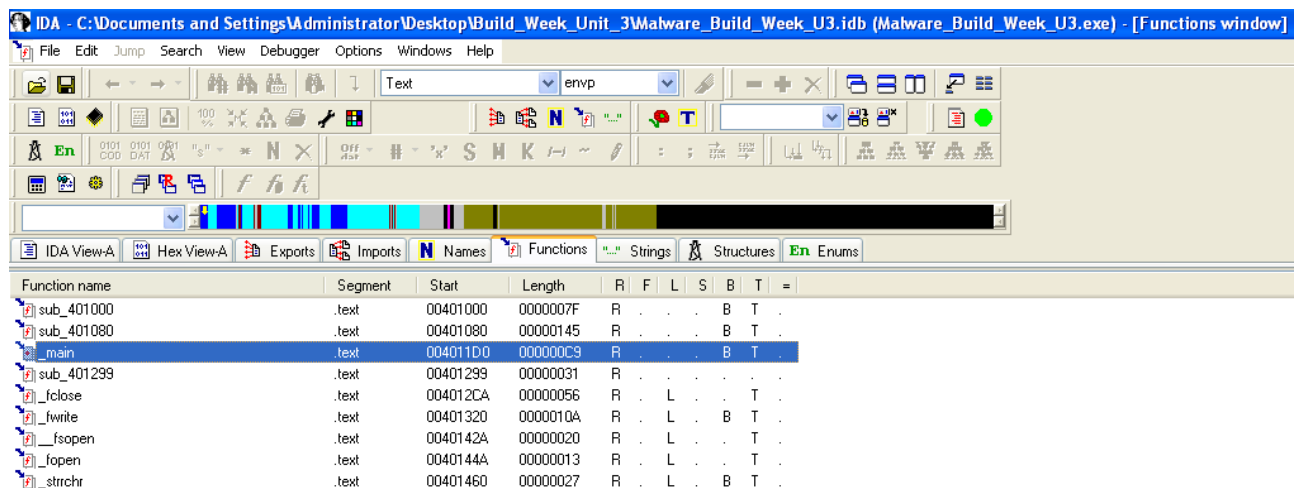 IDA - C:\Documents and Settings\Administrator\Desktop\Build_Week_Unit_3\Malware_Build_Week_U3.idb (Malware_Build_Week_U3.exe) - [Functions window]
File Edit Jump Search View Debugger Options Windows Help
Text envp
En "s" N S M K
IDA View-A Hex View-A Exports Imports N Names Functions "..." Strings Structures En Enums
Function name Segment Start Length R F L S B T =
sub_401000 .text 00401000 0000007F R . . . B T .
sub_401080 .text 00401080 00000145 R . . . B T .
_main .text 004011D0 000000C9 R . . . B T .
sub_401299 .text 00401299 00000031 R . . . . . .
_fclose .text 004012CA 00000056 R . L . . T .
_fwrite .text 00401320 0000010A R . L . B T .
__fsopen .text 0040142A 00000020 R . L . . T .
_fopen .text 0040144A 00000013 R . L . . T .
_strrchr .text 00401460 00000027 R . L . B T .